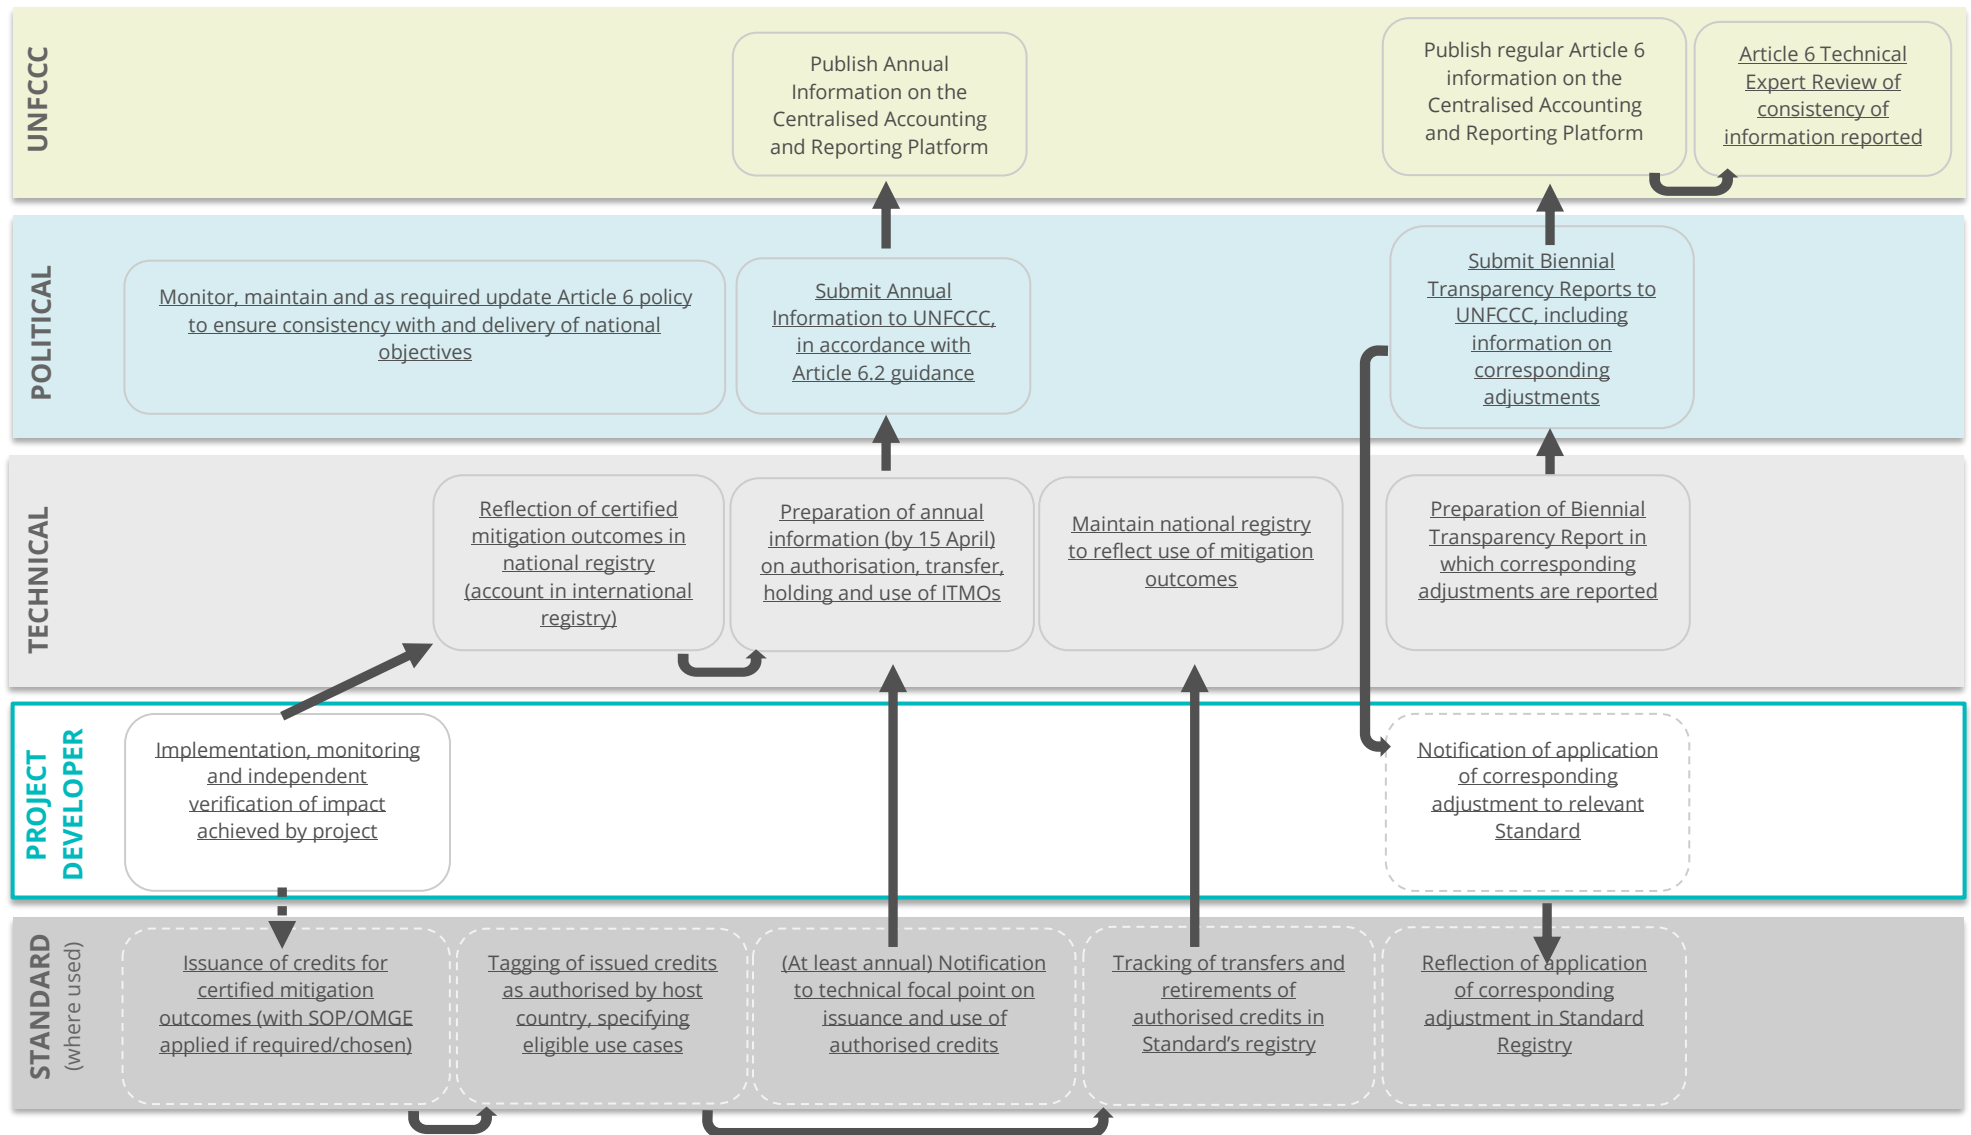 UNFCCC
Publish Annual
Information on the
Centralised Accounting
and Reporting Platform
Publish regular Article 6
information on the
Centralised Accounting
and Reporting Platform
Article 6 Technical
Expert Review of
consistency of
information reported
POLITICAL
Monitor, maintain and as required update Article 6 policy
to ensure consistency with and delivery of national
objectives
Submit Annual
Information to UNFCCC,
in accordance with
Article 6.2 guidance
Submit Biennial
Transparency Reports to
UNFCCC, including
information on
corresponding
adjustments
TECHNICAL
Reflection of certified
mitigation outcomes in
national registry
(account in international
registry)
Preparation of annual
information (by 15 April)
on authorisation, transfer,
holding and use of ITMOs
Maintain national registry
to reflect use of mitigation
outcomes
Preparation of Biennial
Transparency Report in
which corresponding
adjustments are reported
PROJECT
DEVELOPER
Implementation, monitoring
and independent
verification of impact
achieved by project
Notification of application
of corresponding
adjustment to relevant
Standard
STANDARD
(where used)
Issuance of credits for
certified mitigation
outcomes (with SOP/OMGE
applied if required/chosen)
Tagging of issued credits
as authorised by host
country, specifying
eligible use cases
(At least annual) Notification
to technical focal point on
issuance and use of
authorised credits
Tracking of transfers and
retirements of
authorised credits in
Standard's registry
Reflection of application
of corresponding
adjustment in Standard
Registry